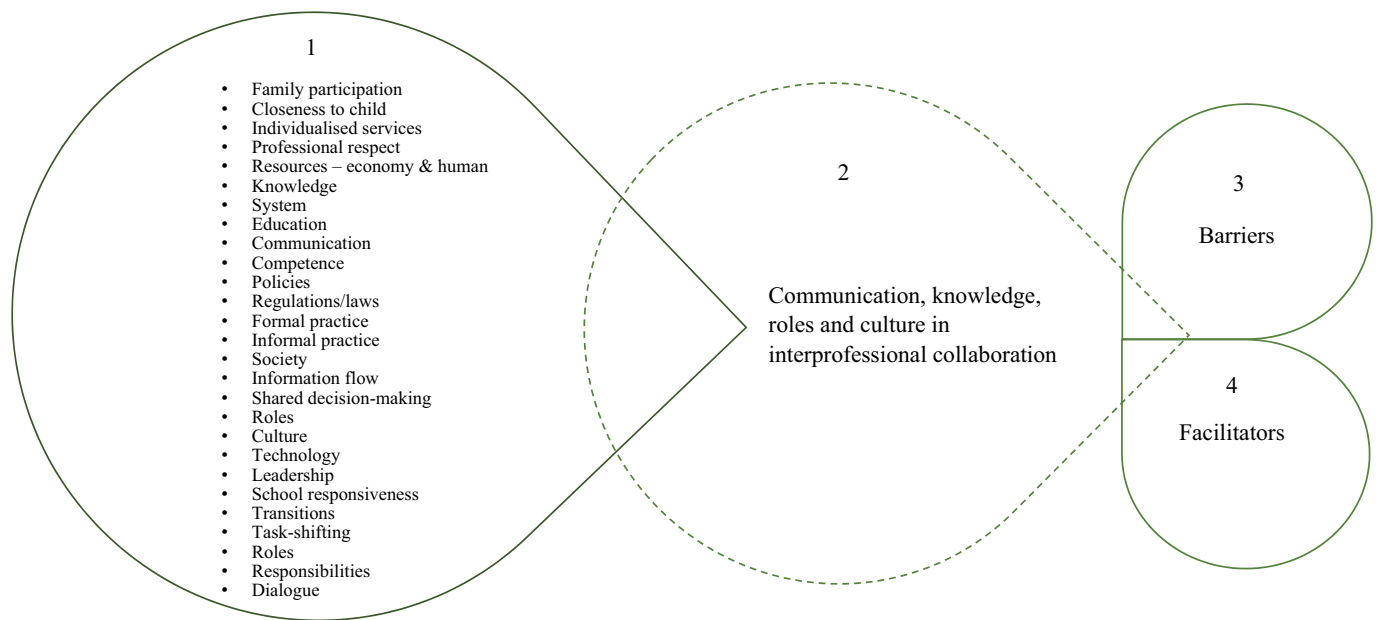 1
• Family participation
• Closeness to child
• Individualised services
• Professional respect
• Resources – economy & human
• Knowledge
• System
• Education
• Communication
• Competence
• Policies
• Regulations/laws
• Formal practice
• Informal practice
• Society
• Information flow
• Shared decision-making
• Roles
• Culture
• Technology
• Leadership
• School responsiveness
• Transitions
• Task-shifting
• Roles
• Responsibilities
• Dialogue
2
Communication, knowledge,
roles and culture in
interprofessional collaboration
3
Barriers
4
Facilitators